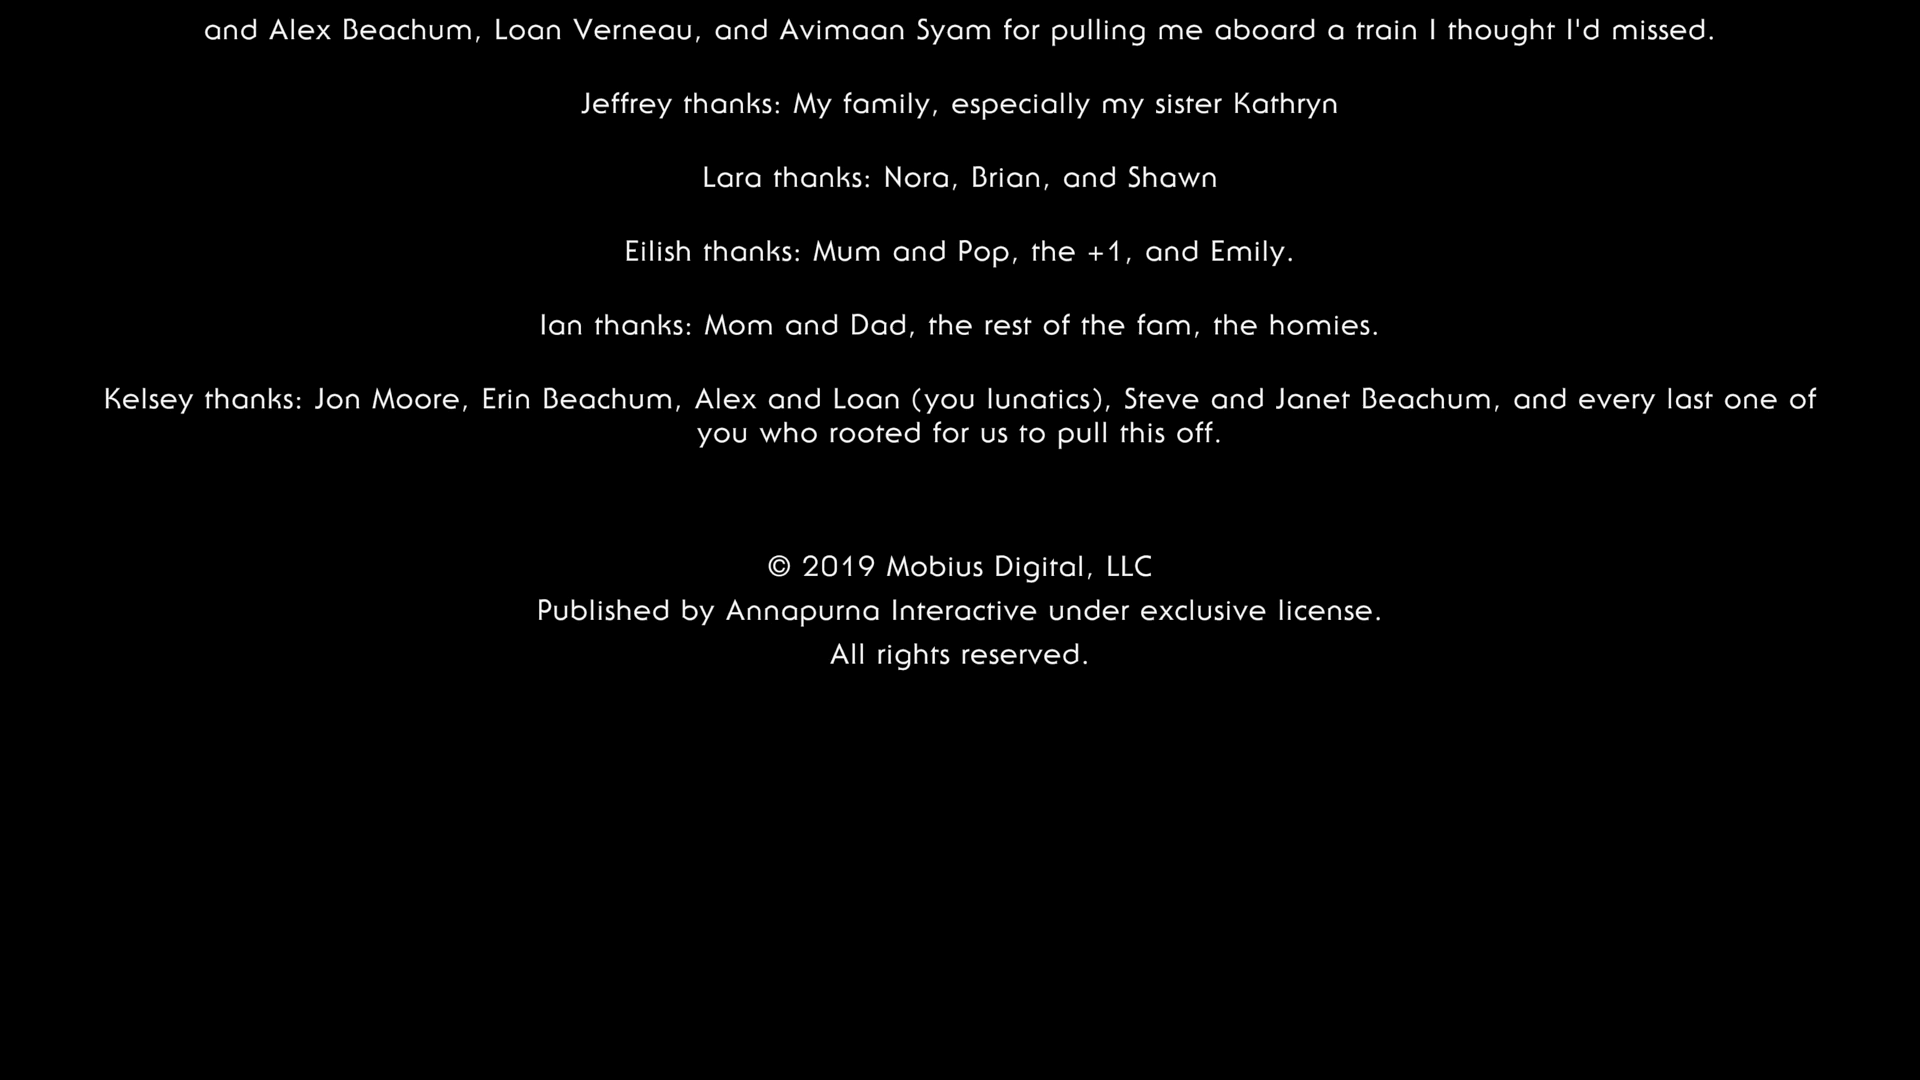 and Alex Beachum, Loan Verneau, and Avimaan Syam for pulling me aboard a train I thought I'd missed.
Jeffrey thanks: My family, especially my sister Kathryn
Lara thanks: Nora, Brian, and Shawn
Eilish thanks: Mum and Pop, the +1, and Emily.
Ian thanks: Mom and Dad, the rest of the fam, the homies.
Kelsey thanks: Jon Moore, Erin Beachum, Alex and Loan (you lunatics), Steve and Janet Beachum, and every last one of
you who rooted for us to pull this off.
© 2019 Mobius Digital, LLC
Published by Annapurna Interactive under exclusive license.
All rights reserved.